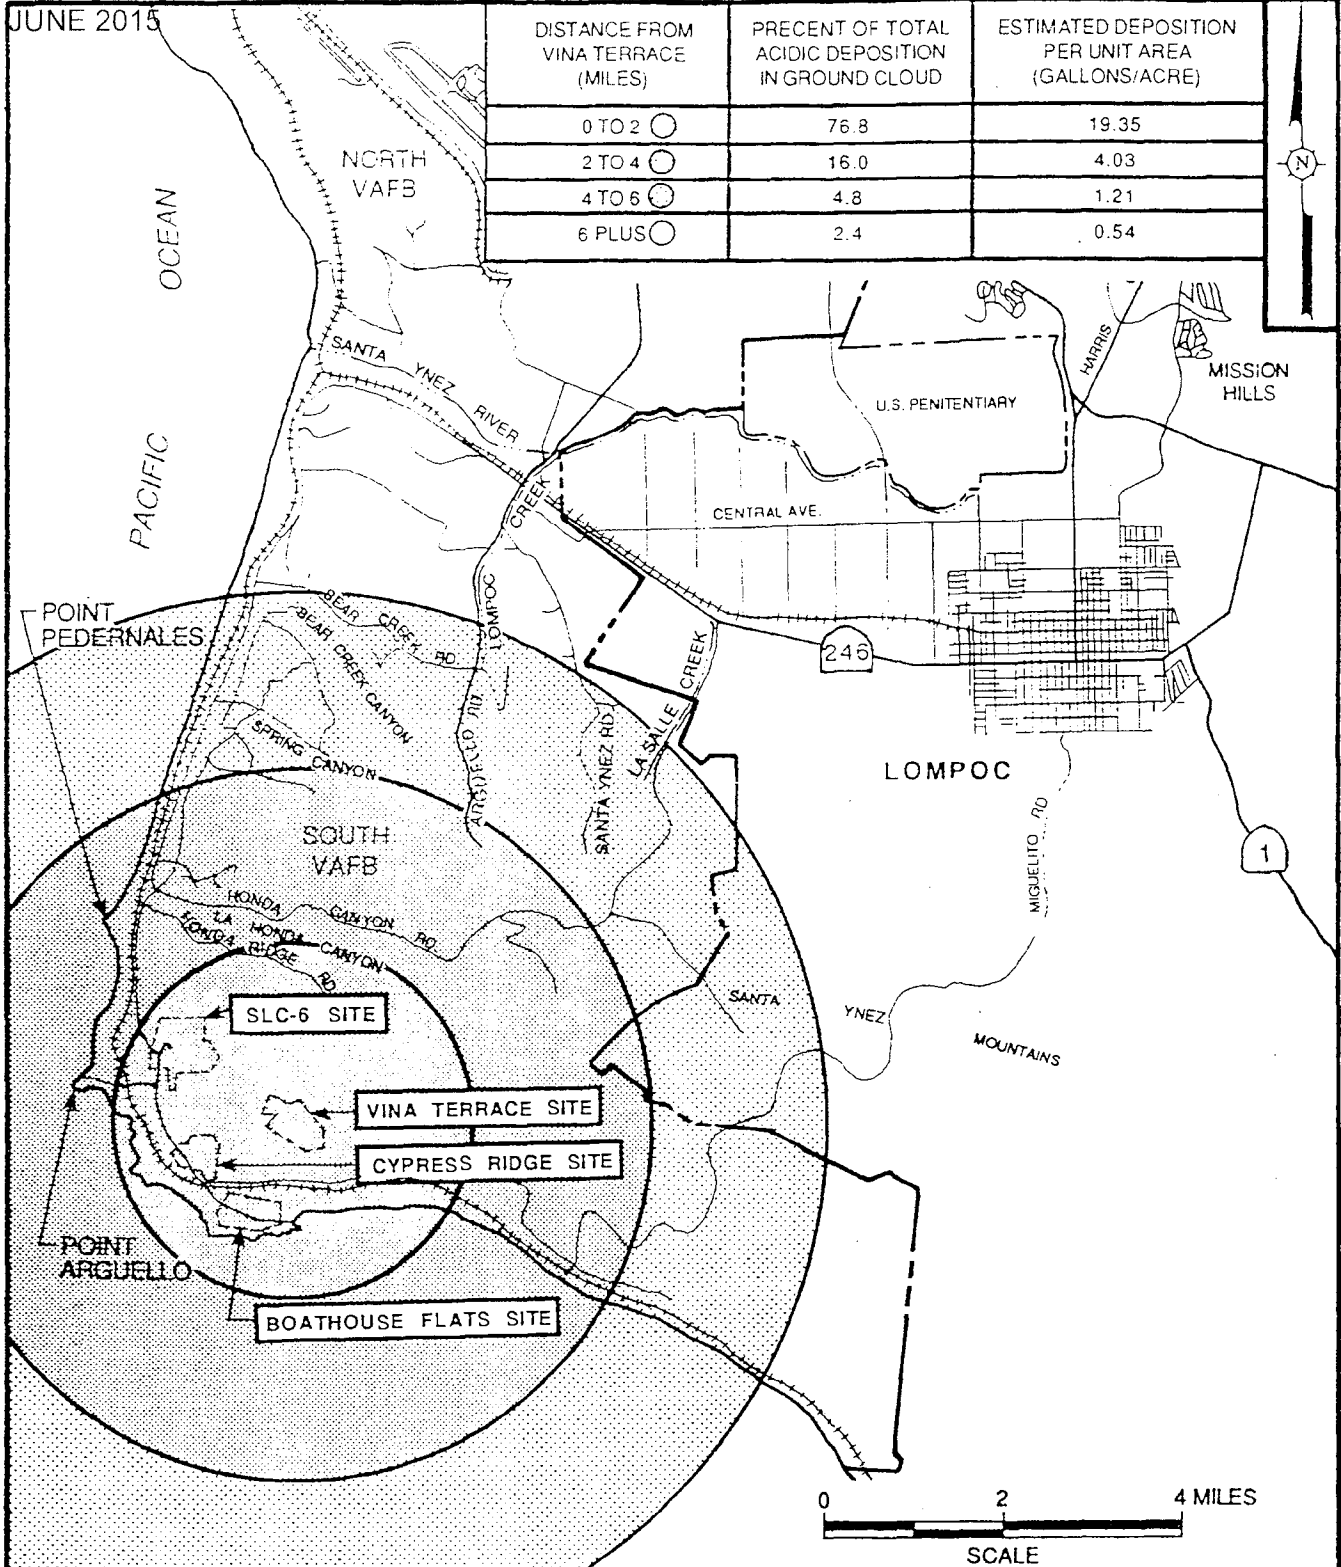 JUNE 2015
DISTANCE FROM
VINA TERRACE
(MILES)
PRECENT OF TOTAL
ACIDIC DEPOSITION
IN GROUND CLOUD
ESTIMATED DEPOSITION
PER UNIT AREA
(GALLONS/ACRE)
0 TO 2 76.8 19.35
2 TO 4 16.0 4.03
4 TO 6 4.8 1.21
6 PLUS 2.4 0.54
N
NORTH
VAFB
PACIFIC OCEAN
SANTA YNEZ RIVER
HARRIS
MISSION
HILLS
U.S. PENITENTIARY
CREEK
LOMPOC
CENTRAL AVE.
POINT
PEDERNALES
BEAR CREEK RD
BEAR CREEK CANYON
246
LA SALLE CREEK
SPRING CANYON
ARGUELLO RD
SANTA YNEZ RD
LOMPOC
SOUTH
VAFB
MIGUELITO RD
1
HONDA CANYON RD
LA HONDA CANYON
HONDA RIDGE RD
SANTA YNEZ MOUNTAINS
SLC-6 SITE
VINA TERRACE SITE
CYPRESS RIDGE SITE
POINT
ARGUELLO
BOATHOUSE FLATS SITE
0 2 4 MILES
SCALE